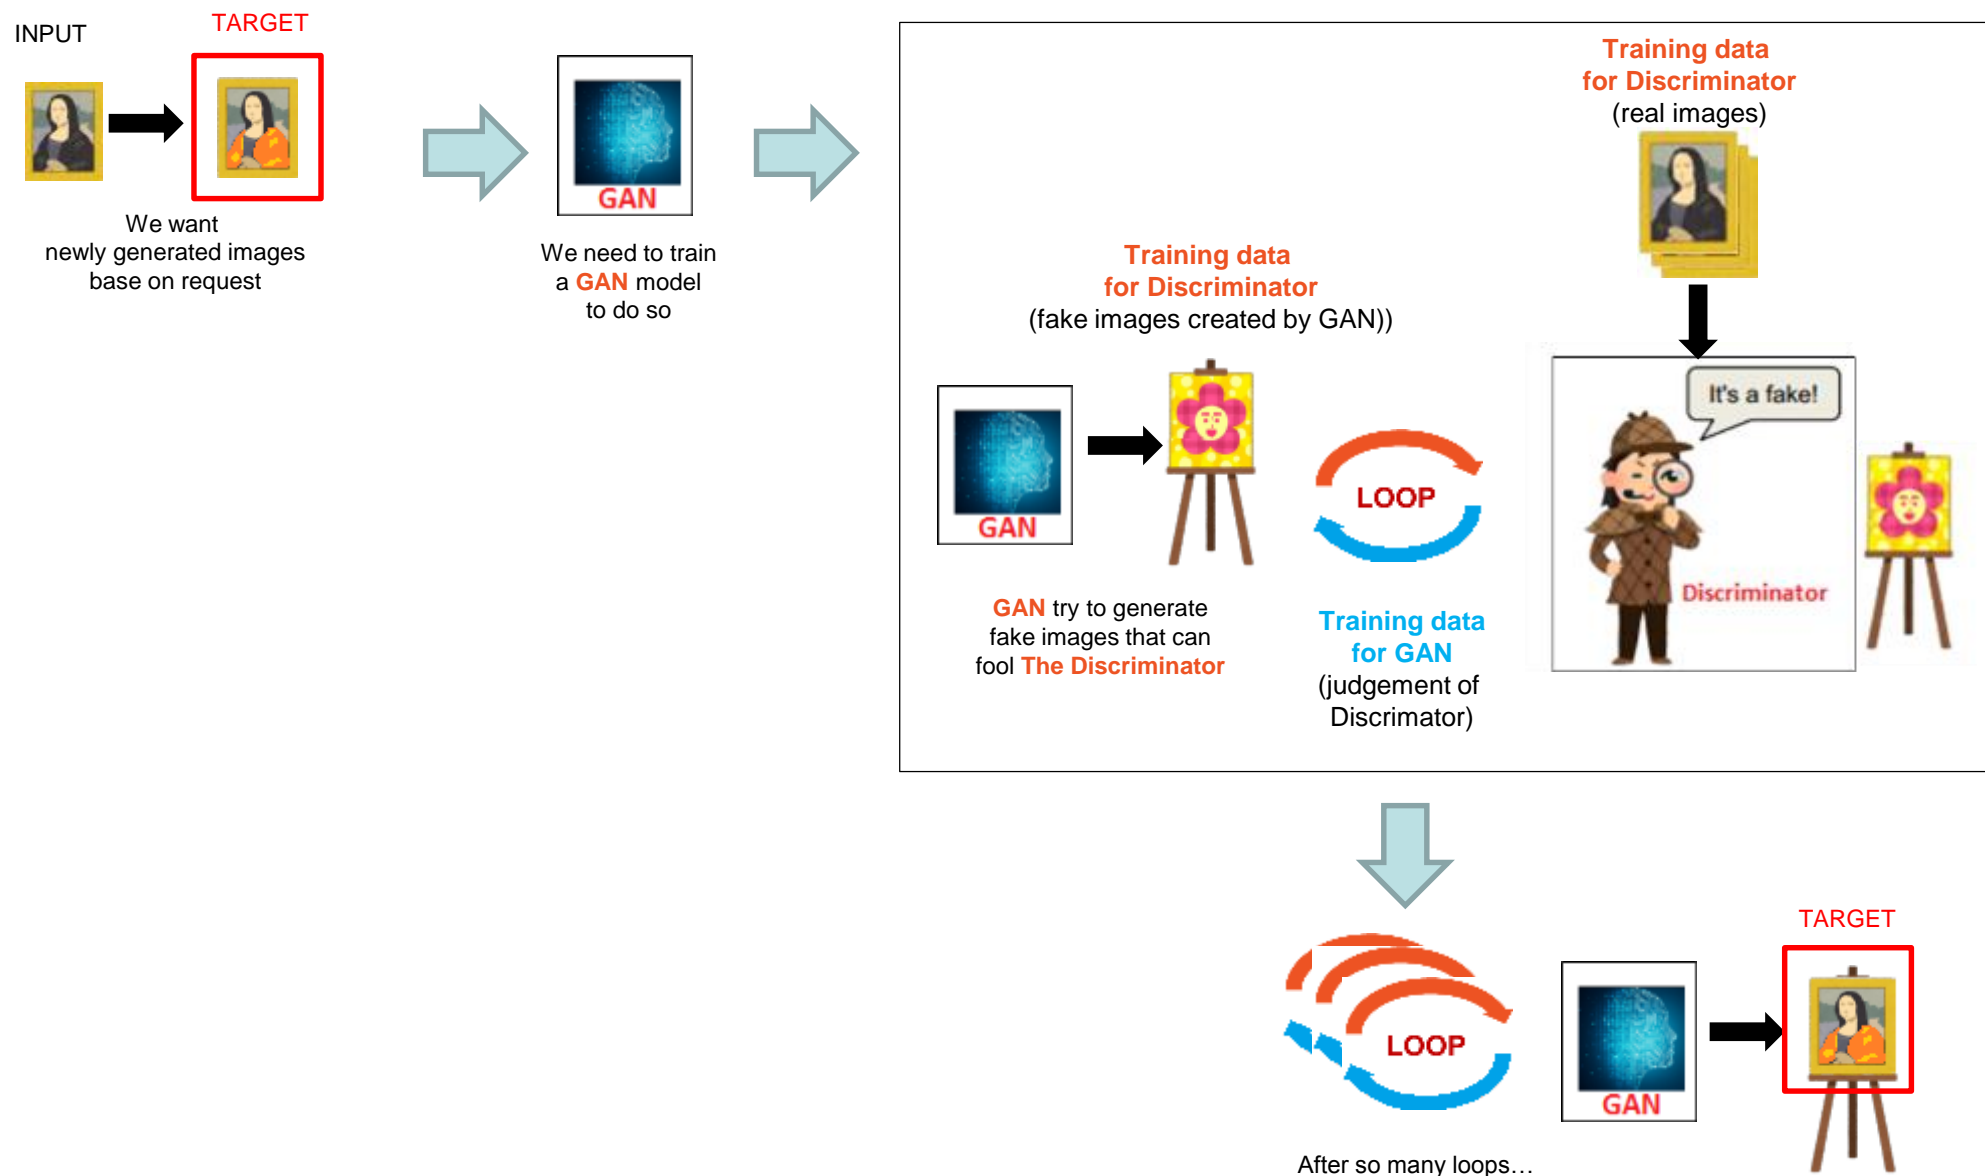 INPUT
TARGET
We want
newly generated images
base on request
GAN
We need to train
a GAN model
to do so
Training data
for Discriminator
(real images)
Training data
for Discriminator
(fake images created by GAN))
GAN
GAN try to generate
fake images that can
fool The Discriminator
LOOP
Training data
for GAN
(judgement of
Discrimator)
It's a fake!
Discriminator
LOOP
After so many loops…
GAN
TARGET